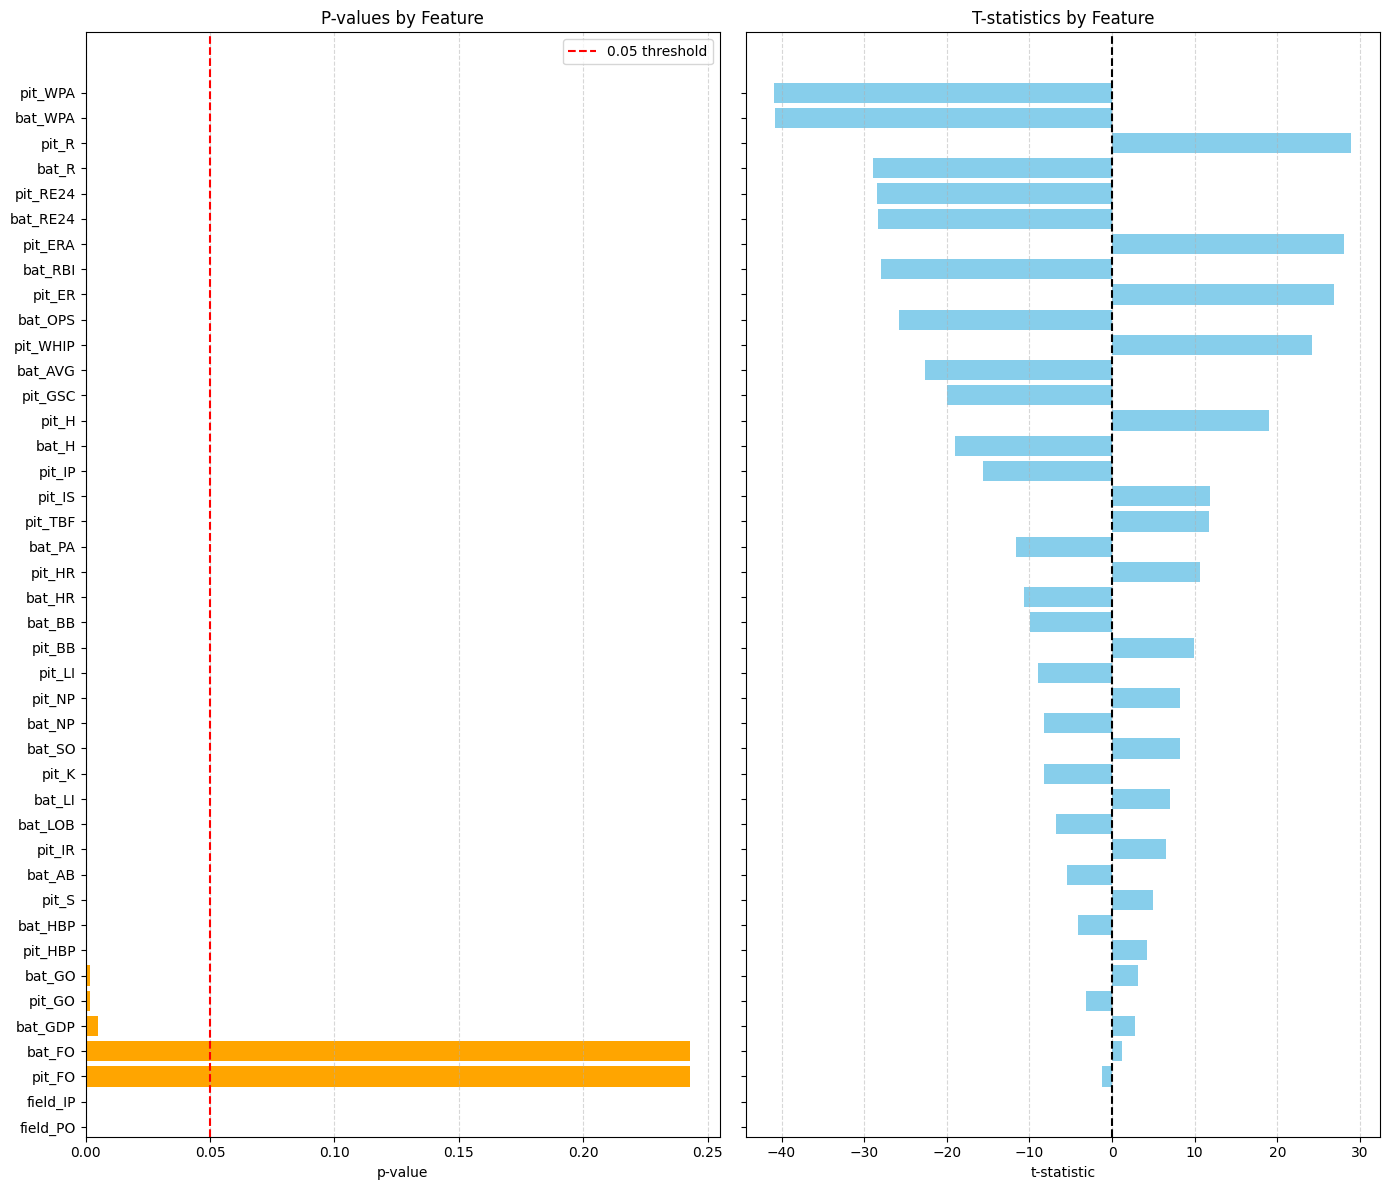 P-values by Feature
0.05 threshold
pit_WPA
bat_WPA
pit_R
bat_R
pit_RE24
bat_RE24
pit_ERA
bat_RBI
pit_ER
bat_OPS
pit_WHIP
bat_AVG
pit_GSC
pit_H
bat_H
pit_IP
pit_IS
pit_TBF
bat_PA
pit_HR
bat_HR
bat_BB
pit_BB
pit_LI
pit_NP
bat_NP
bat_SO
pit_K
bat_LI
bat_LOB
pit_IR
bat_AB
pit_S
bat_HBP
pit_HBP
bat_GO
pit_GO
bat_GDP
bat_FO
pit_FO
field_IP
field_PO
0.00 0.05 0.10 0.15 0.20 0.25
p-value
T-statistics by Feature
−40 −30 −20 −10 0 10 20 30
t-statistic